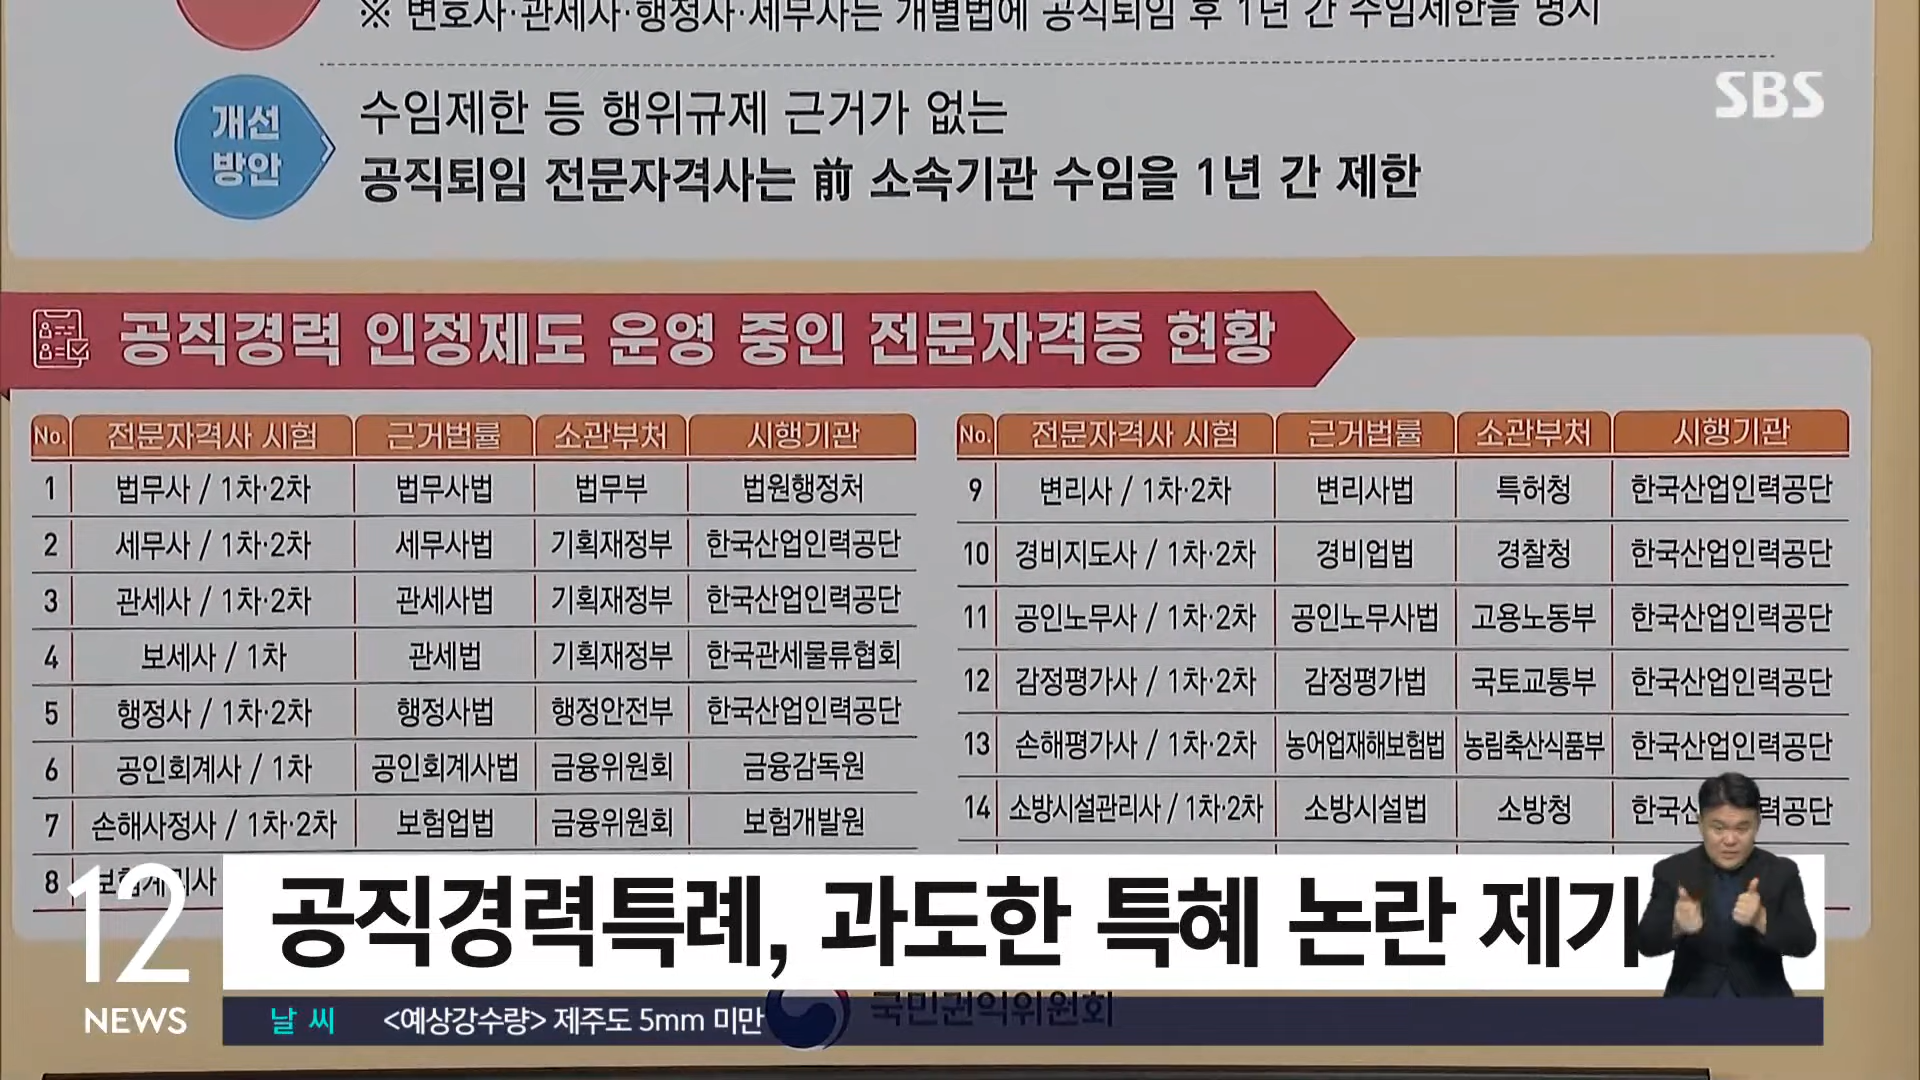 ※ 변호사·관세사·행정사·세무사는 개별법에 공직퇴임 후 1년 간 수임제한을 명시
개선
방안
수임제한 등 행위규제 근거가 없는
공직퇴임 전문자격사는 前 소속기관 수임을 1년 간 제한
SBS
공직경력 인정제도 운영 중인 전문자격증 현황
No. 전문자격사 시험 근거법률 소관부처 시행기관
1 법무사 / 1차·2차 법무사법 법무부 법원행정처
2 세무사 / 1차·2차 세무사법 기획재정부 한국산업인력공단
3 관세사 / 1차·2차 관세사법 기획재정부 한국산업인력공단
4 보세사 / 1차 관세법 기획재정부 한국관세물류협회
5 행정사 / 1차·2차 행정사법 행정안전부 한국산업인력공단
6 공인회계사 / 1차 공인회계사법 금융위원회 금융감독원
7 손해사정사 / 1차·2차 보험업법 금융위원회 보험개발원
8 보험계리사
No. 전문자격사 시험 근거법률 소관부처 시행기관
9 변리사 / 1차·2차 변리사법 특허청 한국산업인력공단
10 경비지도사 / 1차·2차 경비업법 경찰청 한국산업인력공단
11 공인노무사 / 1차·2차 공인노무사법 고용노동부 한국산업인력공단
12 감정평가사 / 1차·2차 감정평가법 국토교통부 한국산업인력공단
13 손해평가사 / 1차·2차 농어업재해보험법 농림축산식품부 한국산업인력공단
14 소방시설관리사 / 1차·2차 소방시설법 소방청 한국산 력공단
12
NEWS
공직경력특례, 과도한 특혜 논란 제기
날씨 <예상강수량> 제주도 5mm 미만
국민권익위원회